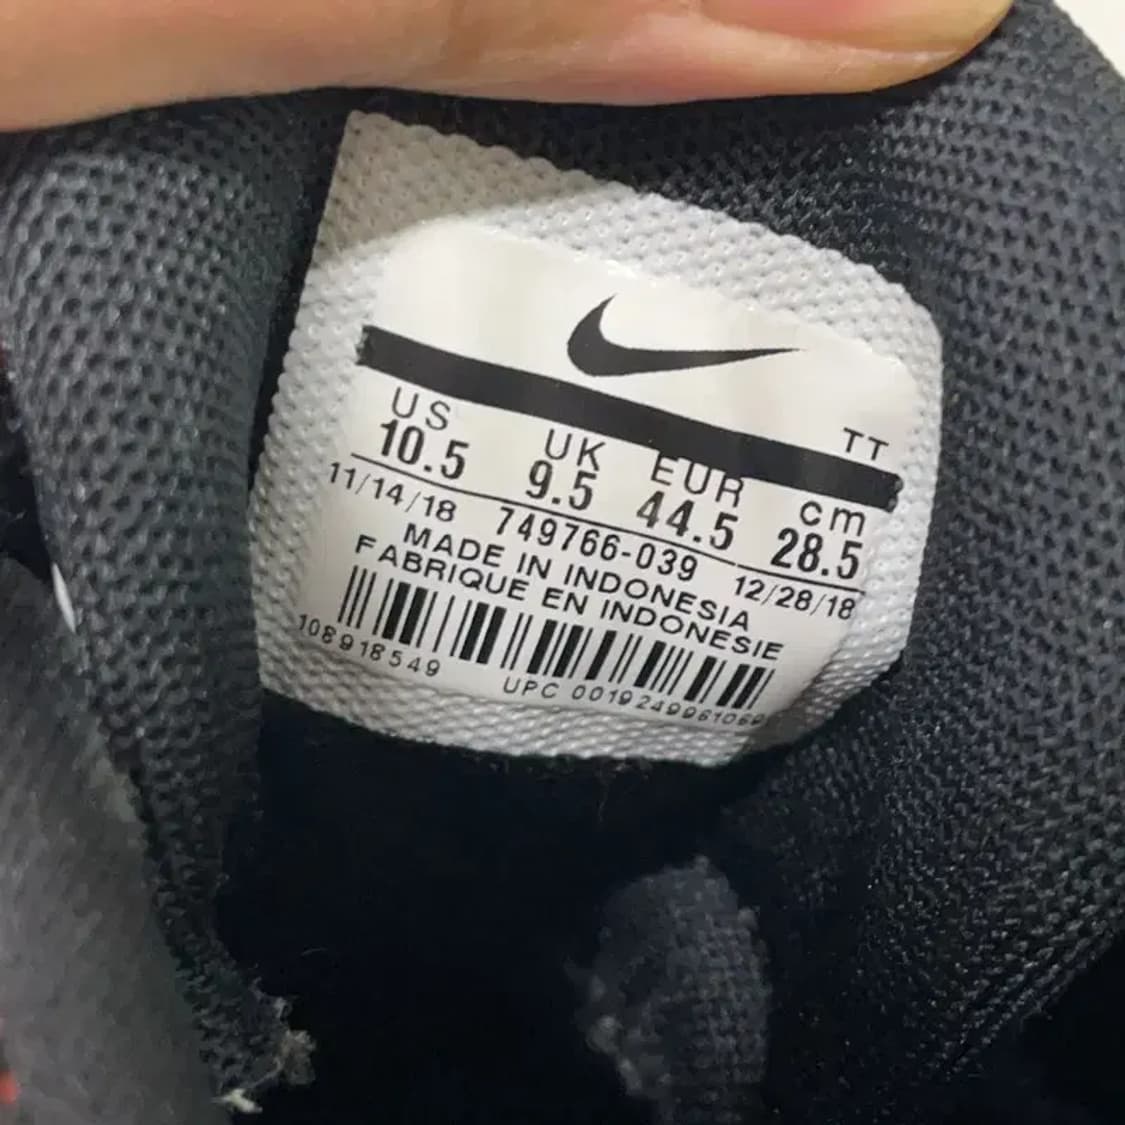 TT
US UK EUR cm
10.5 9.5 44.5 28.5
11/14/18 749766-039 12/28/18
MADE IN INDONESIA
FABRIQUE EN INDONESIE
108918549 UPC